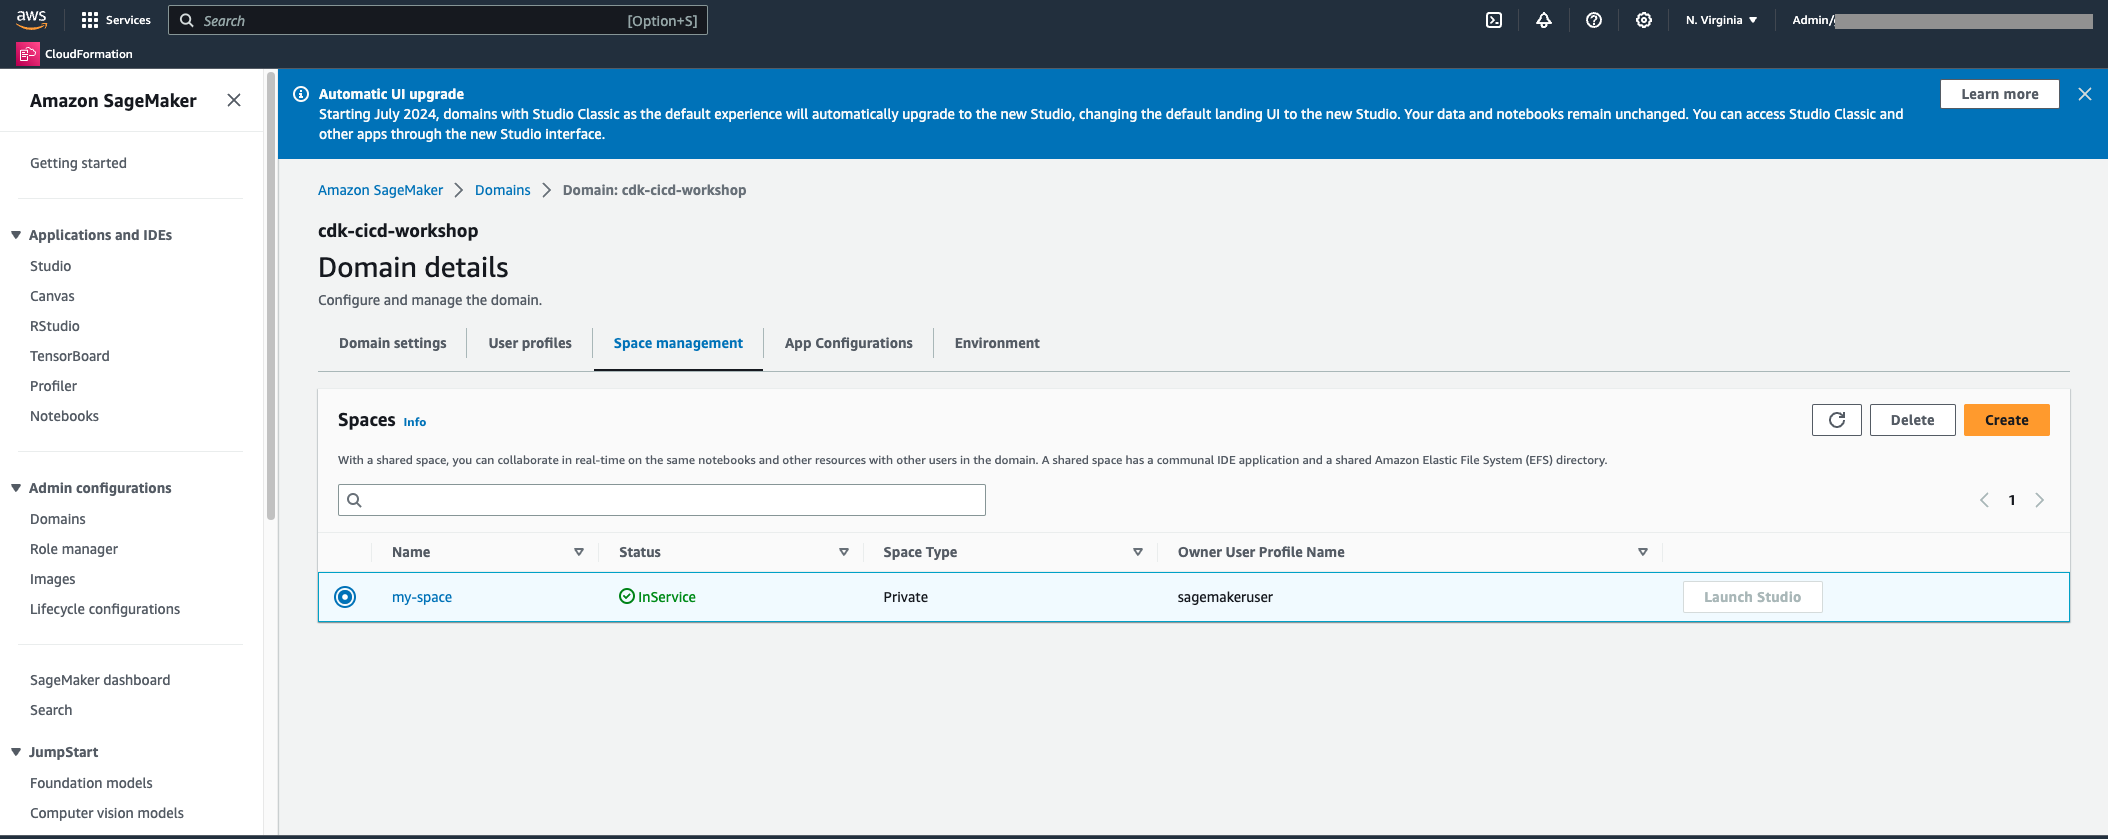 aws
Services
Search
[Option+S]
N. Virginia
Admin/
CloudFormation
Amazon SageMaker
Getting started
Applications and IDEs
Studio
Canvas
RStudio
TensorBoard
Profiler
Notebooks
Admin configurations
Domains
Role manager
Images
Lifecycle configurations
SageMaker dashboard
Search
JumpStart
Foundation models
Computer vision models
Automatic UI upgrade
Starting July 2024, domains with Studio Classic as the default experience will automatically upgrade to the new Studio, changing the default landing UI to the new Studio. Your data and notebooks remain unchanged. You can access Studio Classic and
other apps through the new Studio interface.
Learn more
Amazon SageMaker
Domains
Domain: cdk-cicd-workshop
cdk-cicd-workshop
Domain details
Configure and manage the domain.
Domain settings
User profiles
Space management
App Configurations
Environment
Spaces
Info
Delete
Create
With a shared space, you can collaborate in real-time on the same notebooks and other resources with other users in the domain. A shared space has a communal IDE application and a shared Amazon Elastic File System (EFS) directory.
1
Name
Status
Space Type
Owner User Profile Name
my-space
InService
Private
sagemakeruser
Launch Studio